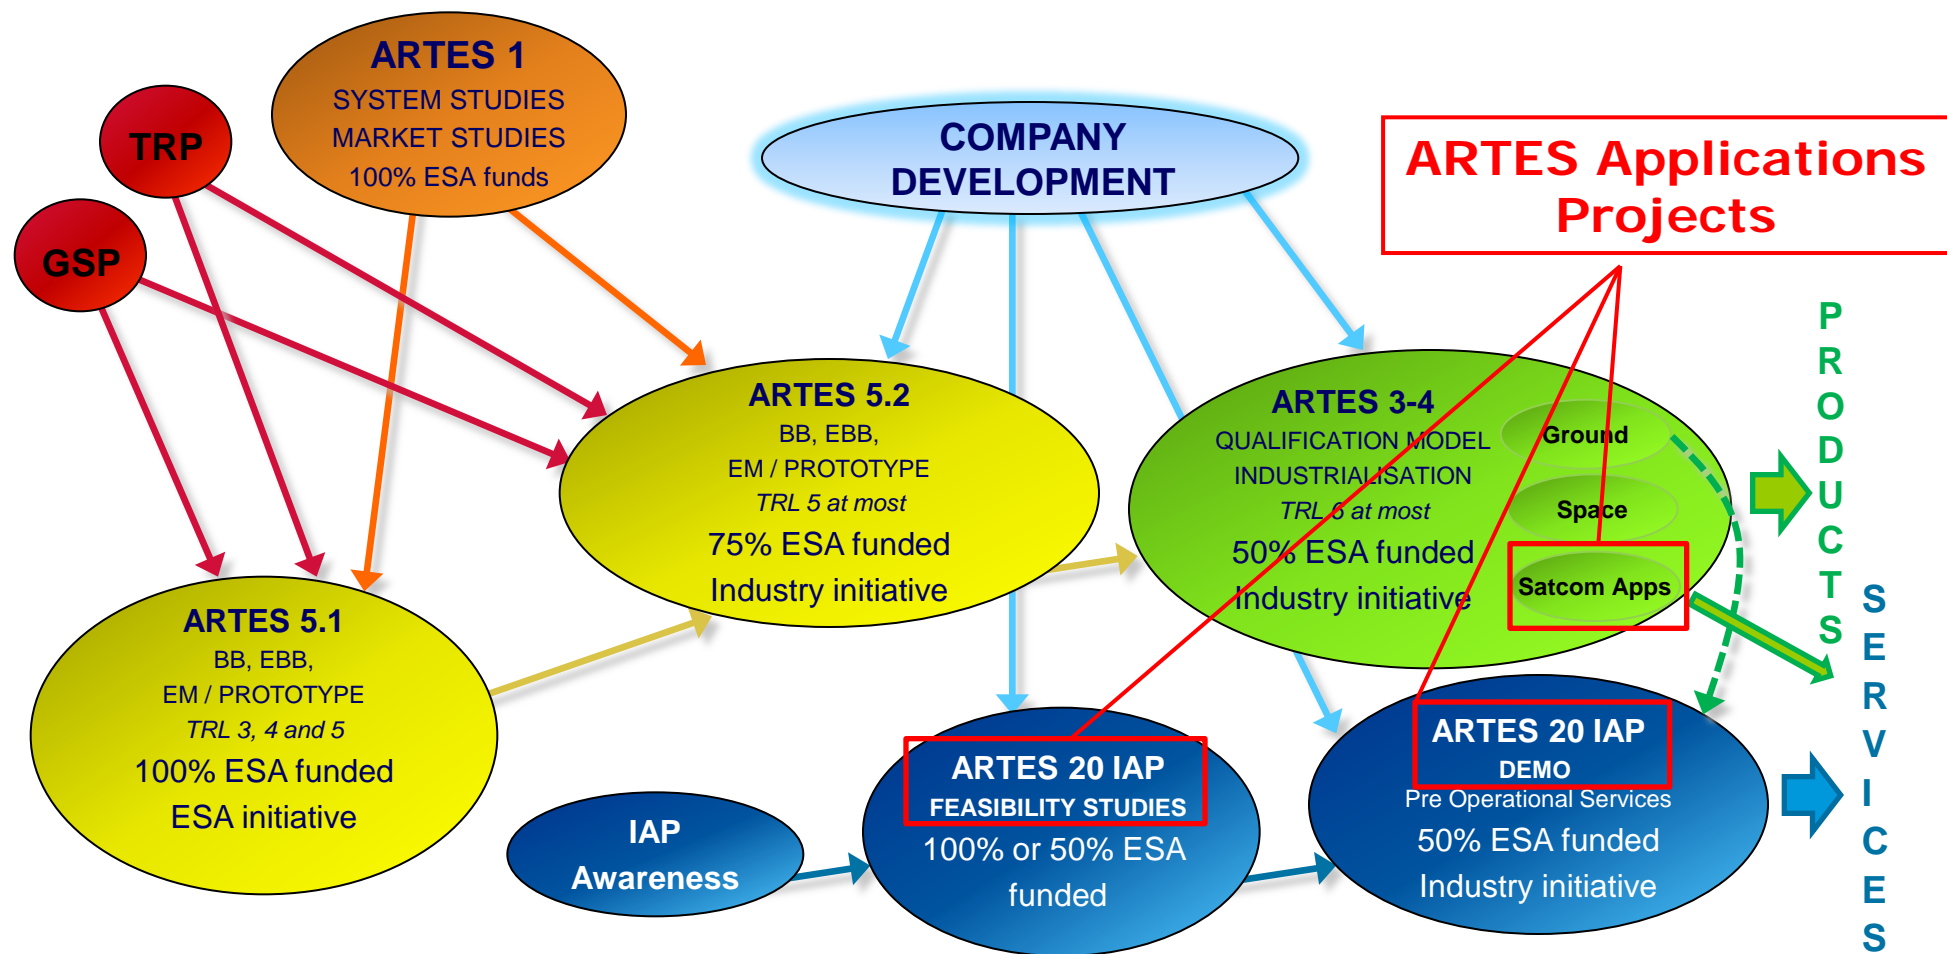 ARTES 1
SYSTEM STUDIES
MARKET STUDIES
100% ESA funds
TRP
GSP
COMPANY
DEVELOPMENT
ARTES Applications
Projects
ARTES 5.2
BB, EBB,
EM / PROTOTYPE
TRL 5 at most
75% ESA funded
Industry initiative
ARTES 3-4
QUALIFICATION MODEL
INDUSTRIALISATION
TRL 6 at most
50% ESA funded
Industry initiative
Ground
Space
Satcom Apps
PRODUCTS
SERVICES
ARTES 5.1
BB, EBB,
EM / PROTOTYPE
TRL 3, 4 and 5
100% ESA funded
ESA initiative
IAP
Awareness
ARTES 20 IAP
FEASIBILITY STUDIES
100% or 50% ESA
funded
ARTES 20 IAP
DEMO
Pre Operational Services
50% ESA funded
Industry initiative